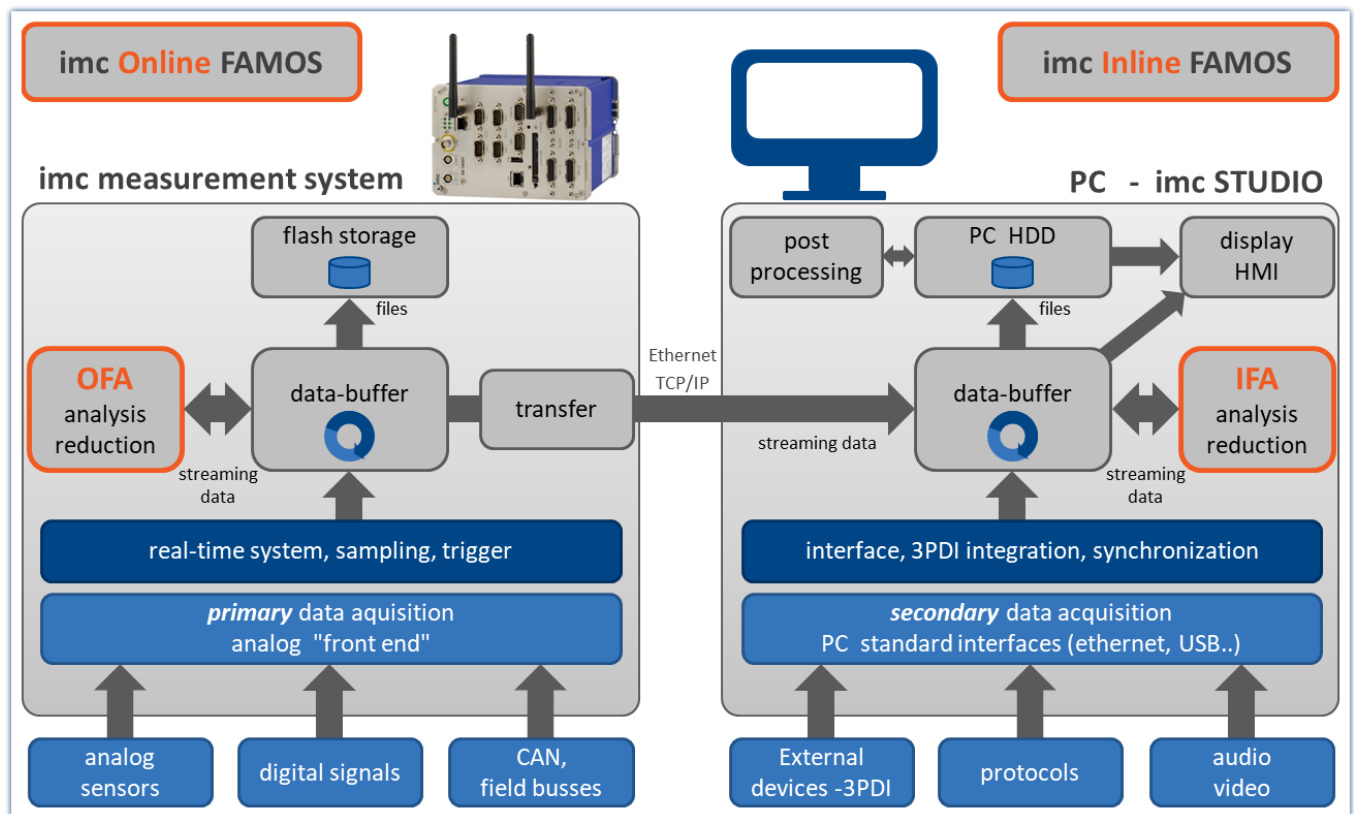 imc Online FAMOS
imc Inline FAMOS
imc measurement system
PC - imc STUDIO
flash storage
files
OFA
analysis
reduction
data-buffer
transfer
streaming
data
Ethernet
TCP/IP
real-time system, sampling, trigger
primary data aquisition
analog "front end"
analog
sensors
digital signals
CAN,
field busses
post
processing
PC HDD
display
HMI
files
streaming data
data-buffer
IFA
analysis
reduction
streaming
data
interface, 3PDI integration, synchronization
secondary data acquisition
PC standard interfaces (ethernet, USB..)
External
devices -3PDI
protocols
audio
video